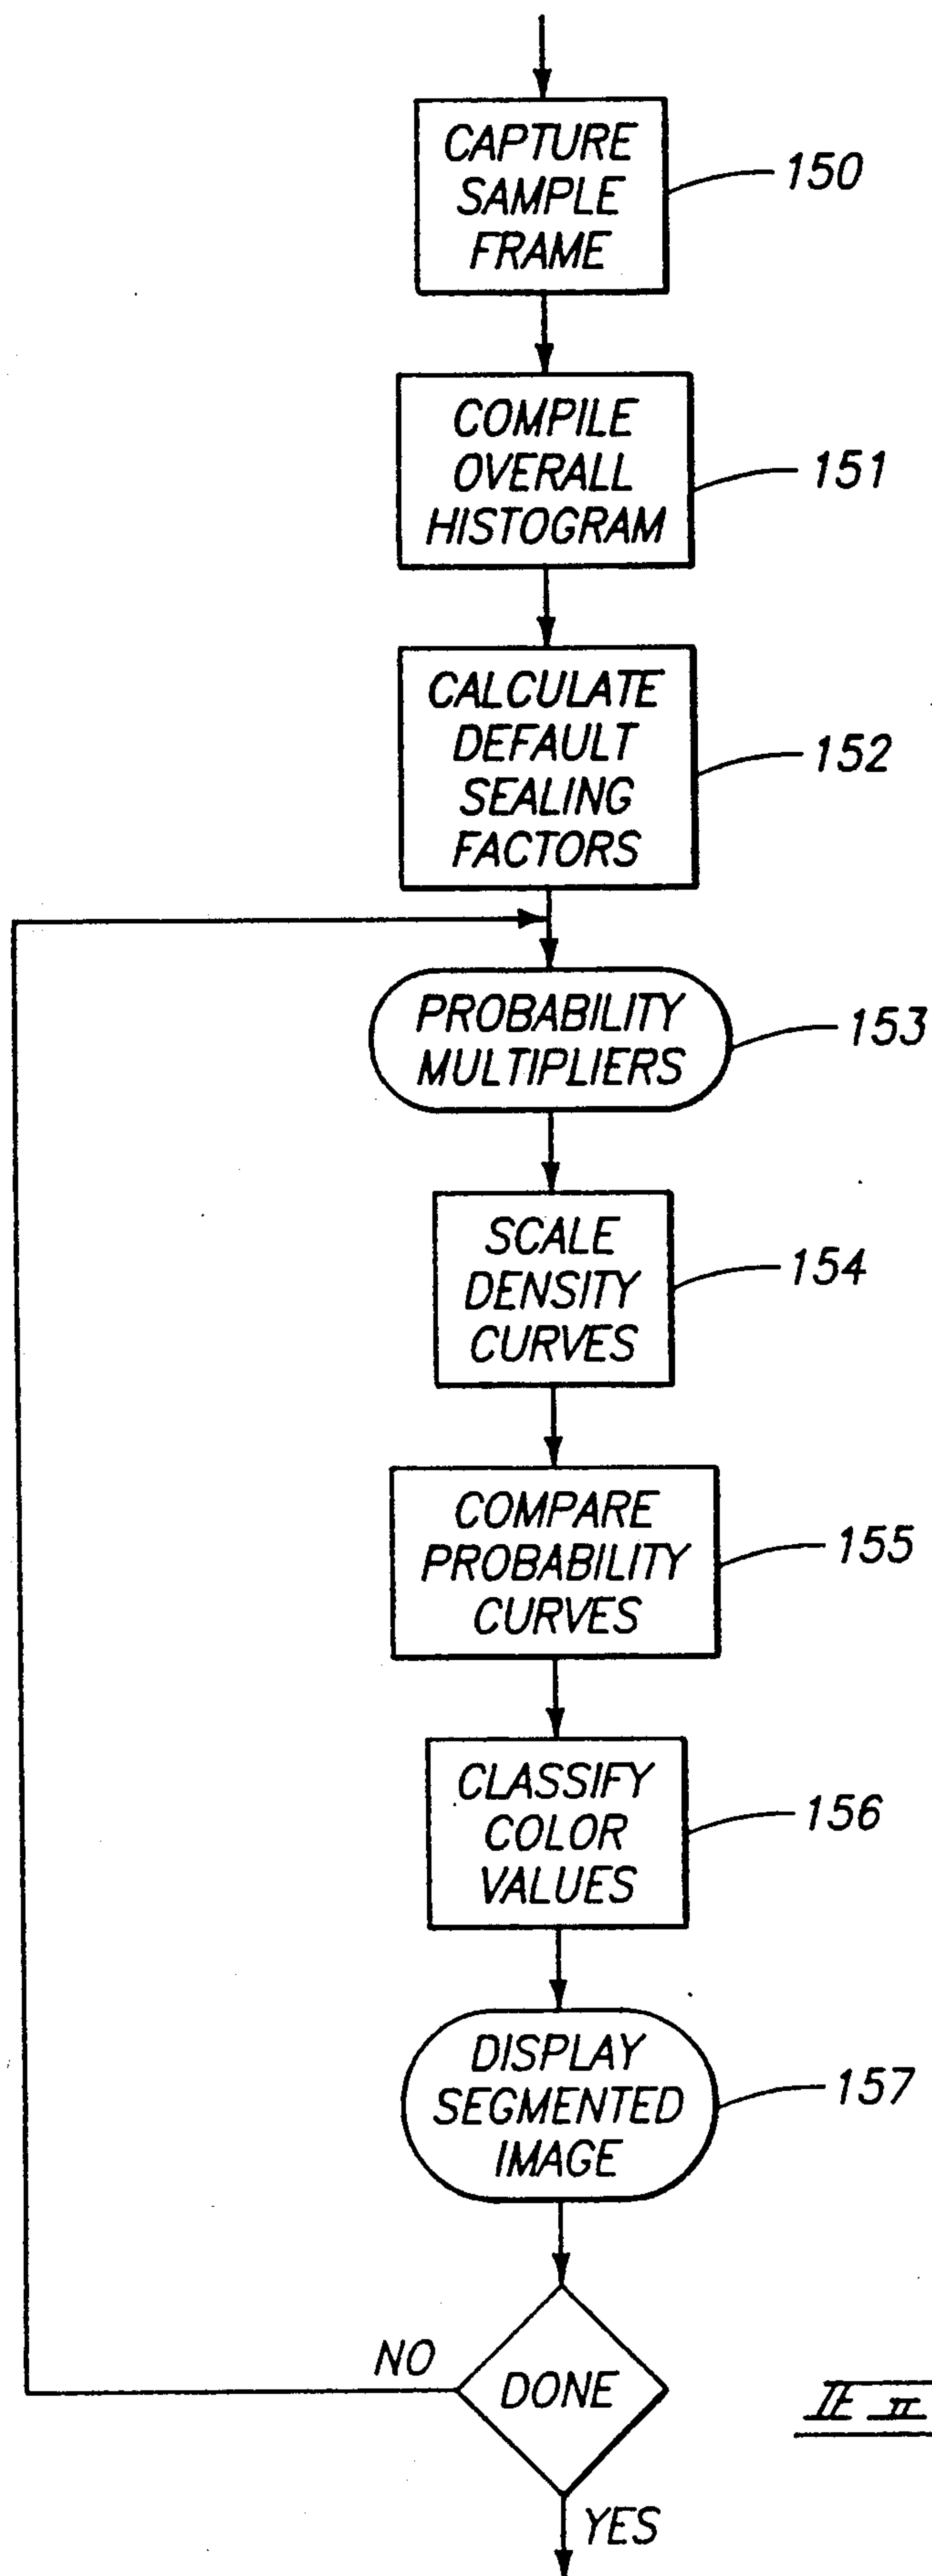 CAPTURE
SAMPLE
FRAME
150
COMPILE
OVERALL
HISTOGRAM
151
CALCULATE
DEFAULT
SEALING
FACTORS
152
PROBABILITY
MULTIPLIERS
153
SCALE
DENSITY
CURVES
154
COMPARE
PROBABILITY
CURVES
155
CLASSIFY
COLOR
VALUES
156
DISPLAY
SEGMENTED
IMAGE
157
NO
DONE
YES